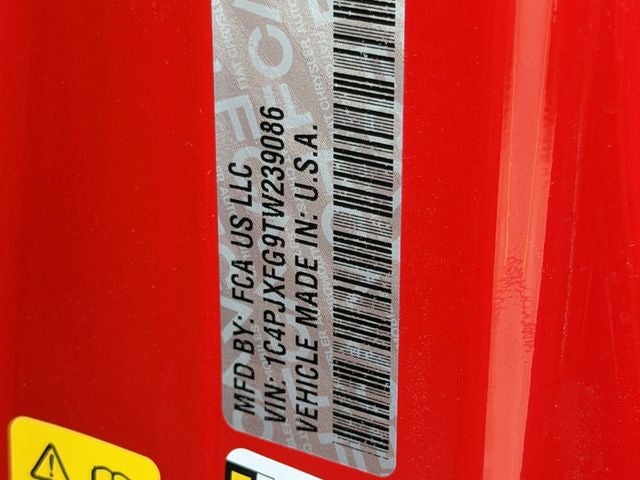 MFD BY: FCA US LLC
VIN: 1C4PJXFG9TW239086
VEHICLE MADE IN: U.S.A.